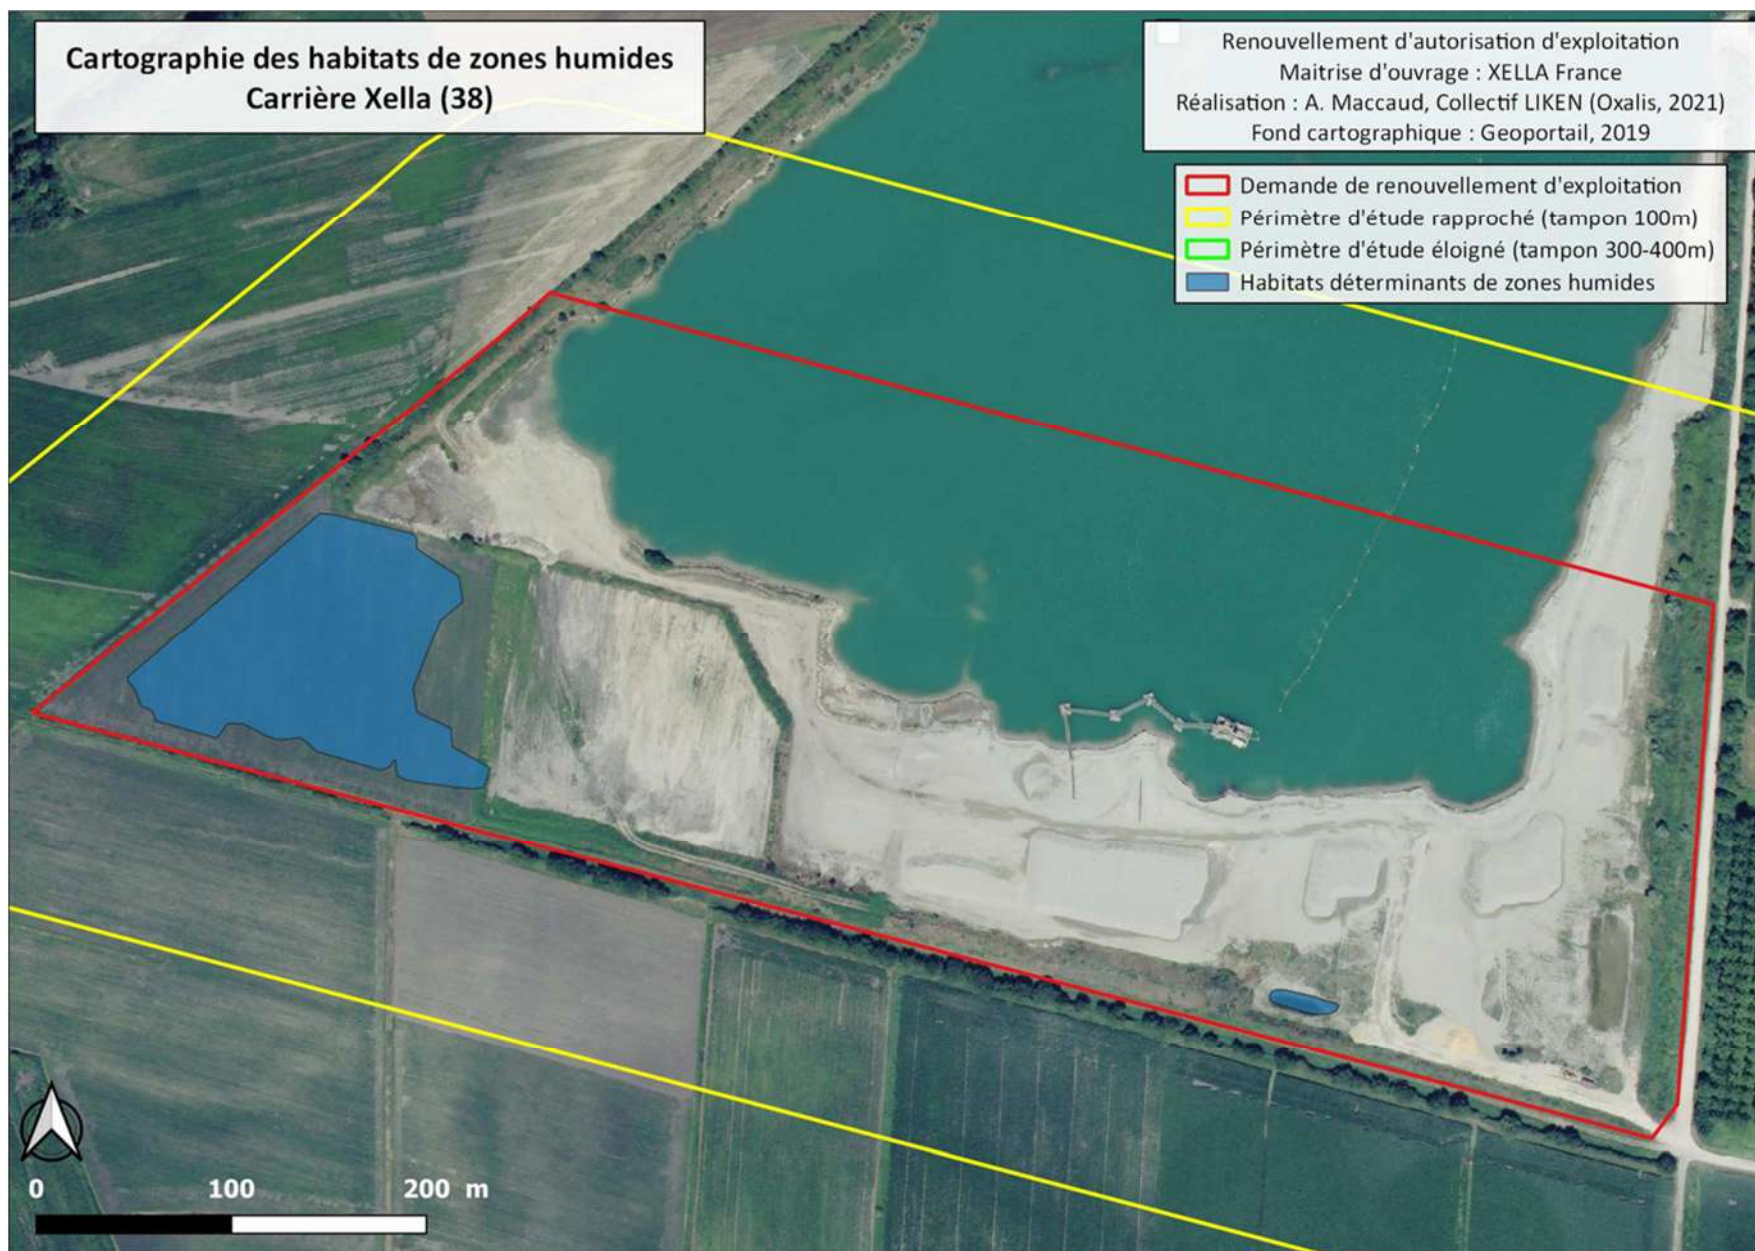 Cartographie des habitats de zones humides
Carrière Xella (38)
Renouvellement d'autorisation d'exploitation
Maitrise d'ouvrage : XELLA France
Réalisation : A. Maccaud, Collectif LIKEN (Oxalis, 2021)
Fond cartographique : Geoportail, 2019
Demande de renouvellement d'exploitation
Périmètre d'étude rapproché (tampon 100m)
Périmètre d'étude éloigné (tampon 300-400m)
Habitats déterminants de zones humides
0 100 200 m